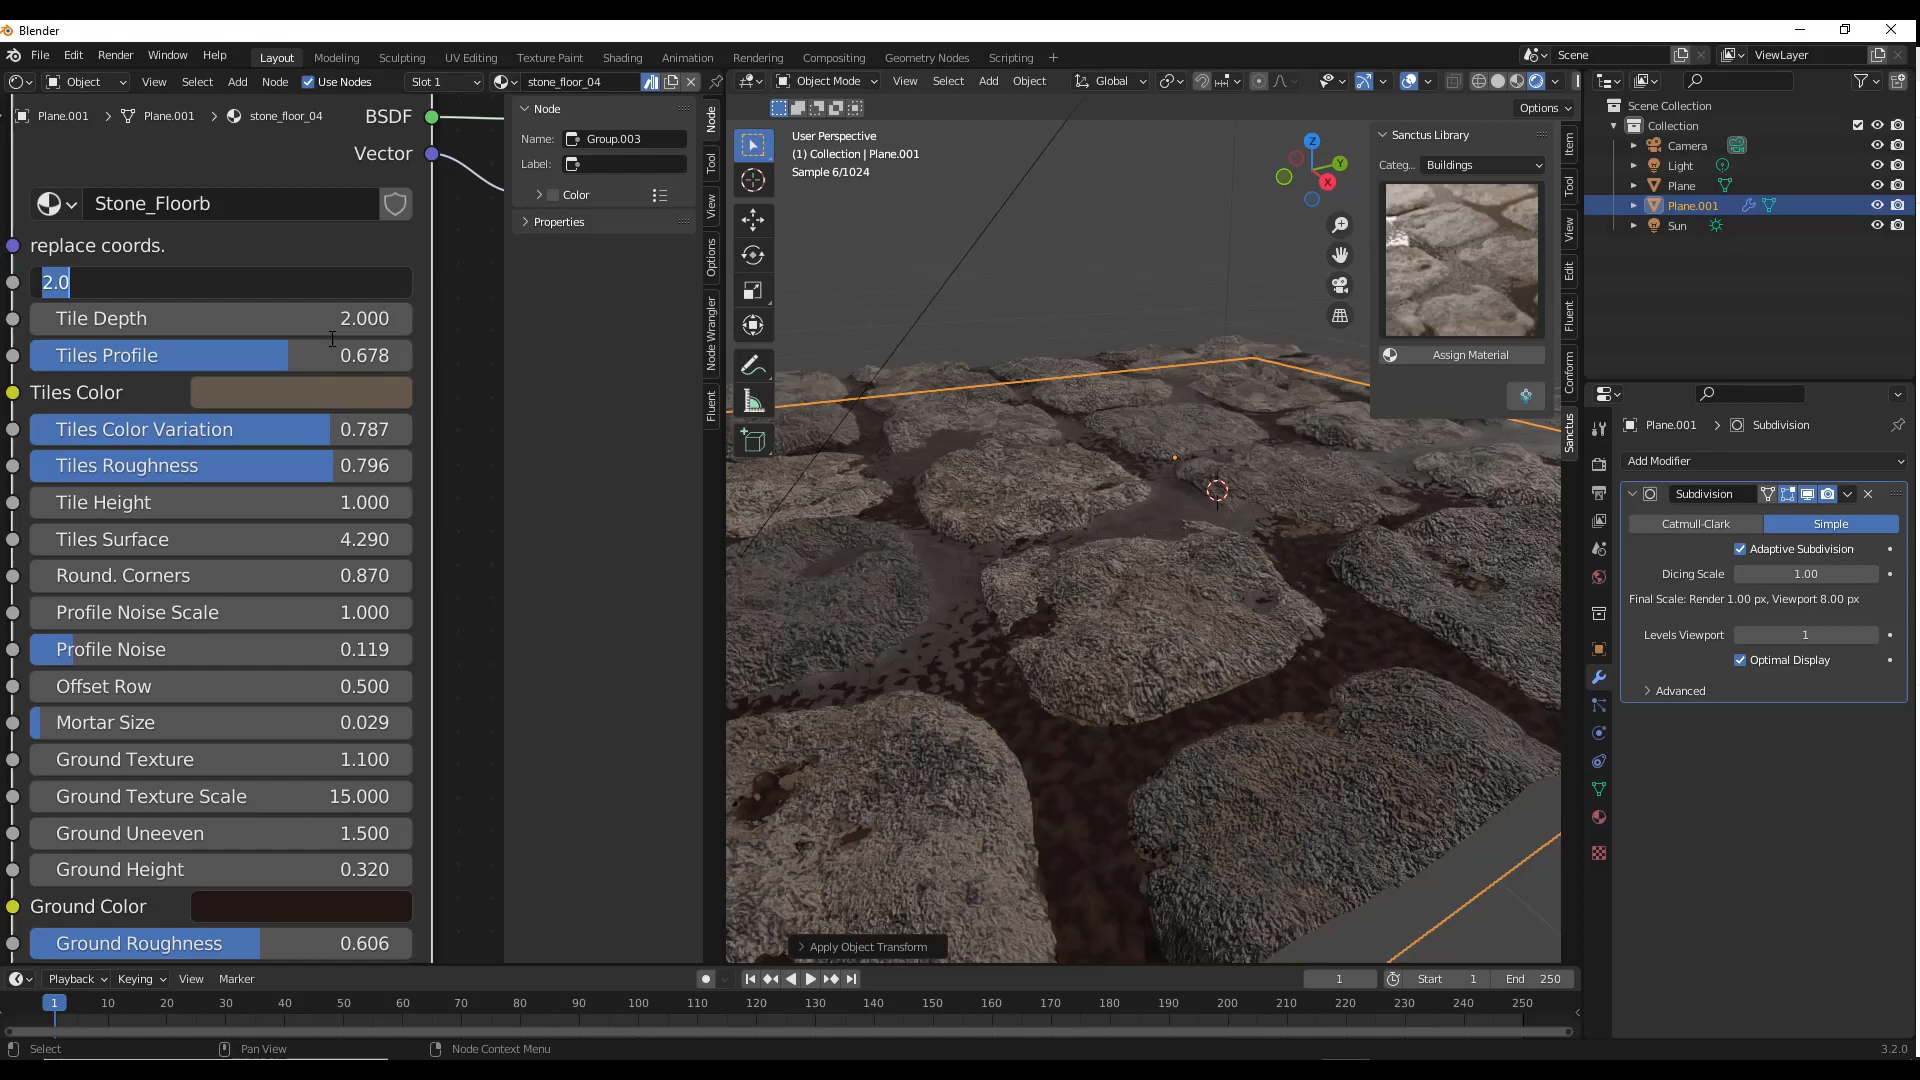 Blender
File Edit Render Window Help Layout Modeling Sculpting UV Editing Texture Paint Shading Animation Rendering Compositing Geometry Nodes Scripting + Scene ViewLayer
Object View Select Add Node Use Nodes Slot 1 stone_floor_04 Object Mode View Select Add Object Global
Options
Plane.001 > Plane.001 > stone_floor_04 BSDF
Vector
Stone_Floorb
replace coords.
2.0
Tile Depth 2.000
Tiles Profile 0.678
Tiles Color
Tiles Color Variation 0.787
Tiles Roughness 0.796
Tile Height 1.000
Tiles Surface 4.290
Round. Corners 0.870
Profile Noise Scale 1.000
Profile Noise 0.119
Offset Row 0.500
Mortar Size 0.029
Ground Texture 1.100
Ground Texture Scale 15.000
Ground Uneeven 1.500
Ground Height 0.320
Ground Color
Ground Roughness 0.606
Node
Name: Group.003
Label:
Color
Properties
Node
Tool
View
Options
Node Wrangler
Fluent
User Perspective
(1) Collection | Plane.001
Sample 6/1024
Z
Y
X
Sanctus Library
Categ... Buildings
Assign Material
Item
Tool
View
Edit
Fluent
Conform
Sanctus
Apply Object Transform
Scene Collection
Collection
Camera
Light
Plane
Plane.001
Sun
Plane.001 > Subdivision
Add Modifier
Subdivision
Catmull-Clark Simple
Adaptive Subdivision
Dicing Scale 1.00
Final Scale: Render 1.00 px, Viewport 8.00 px
Levels Viewport 1
Optimal Display
Advanced
Playback Keying View Marker 1 Start 1 End 250
1 10 20 30 40 50 60 70 80 90 100 110 120 130 140 150 160 170 180 190 200 210 220 230 240 250
Select Pan View Node Context Menu 3.2.0